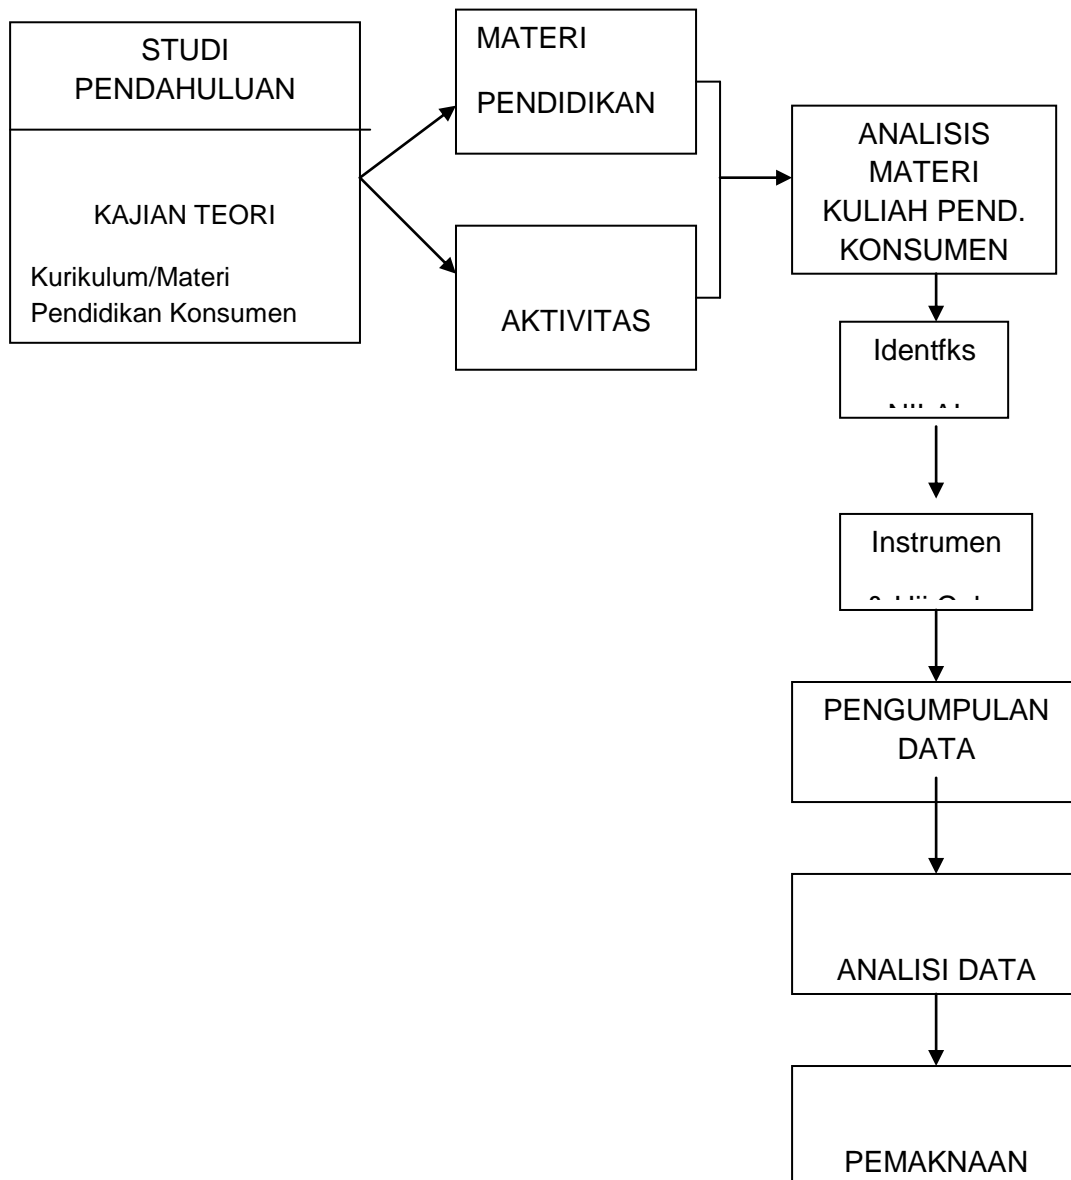 STUDI
PENDAHULUAN
KAJIAN TEORI
Kurikulum/Materi
Pendidikan Konsumen
MATERI
PENDIDIKAN
AKTIVITAS
ANALISIS
MATERI
KULIAH PEND.
KONSUMEN
Identfks
Instrumen
PENGUMPULAN
DATA
ANALISI DATA
PEMAKNAAN